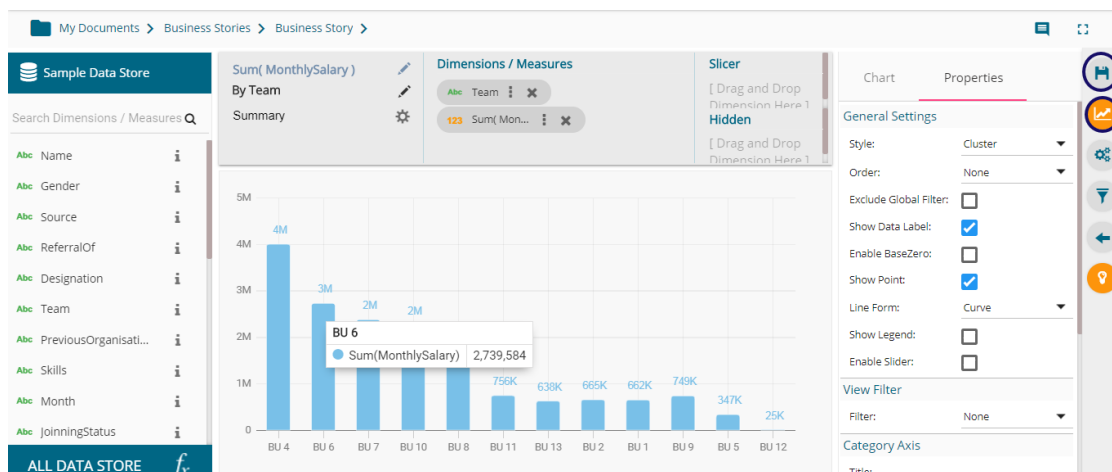 My Documents > Business Stories > Business Story >
Sample Data Store
Search Dimensions / Measures
Abc Name i
Abc Gender i
Abc Source i
Abc ReferralOf i
Abc Designation i
Abc Team i
Abc PreviousOrganisati... i
Abc Skills i
Abc Month i
Abc JoinningStatus i
ALL DATA STORE fx
Sum( MonthlySalary )
By Team
Summary
Dimensions / Measures
Abc Team
123 Sum( Mon...
Slicer
[ Drag and Drop
Dimension Here ]
Hidden
[ Drag and Drop
Dimension Here ]
5M
4M
3M
2M
1M
0
4M
3M
2M
2M
756K
638K
665K
662K
749K
347K
25K
BU 6
Sum(MonthlySalary) 2,739,584
BU 4 BU 6 BU 7 BU 10 BU 8 BU 11 BU 13 BU 2 BU 1 BU 9 BU 5 BU 12
Chart Properties
General Settings
Style: Cluster
Order: None
Exclude Global Filter:
Show Data Label:
Enable BaseZero:
Show Point:
Line Form: Curve
Show Legend:
Enable Slider:
View Filter
Filter: None
Category Axis
Title: